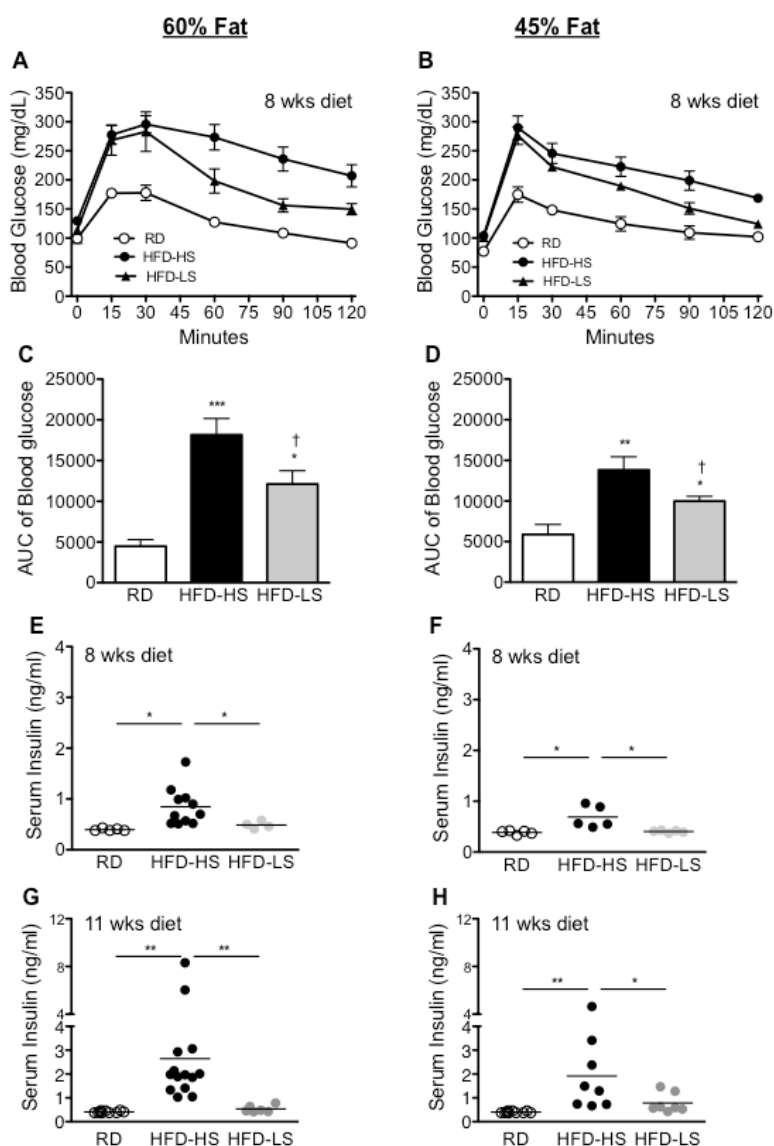 60% Fat
45% Fat
A
Blood Glucose (mg/dL)
350
300
250
200
150
100
50
0
8 wks diet
RD
HFD-HS
HFD-LS
0 15 30 45 60 75 90 105 120
Minutes
B
Blood Glucose (mg/dL)
350
300
250
200
150
100
50
0
8 wks diet
RD
HFD-HS
HFD-LS
0 15 30 45 60 75 90 105 120
Minutes
C
AUC of Blood glucose
25000
20000
15000
10000
5000
0
***
†
*
RD HFD-HS HFD-LS
D
AUC of Blood glucose
25000
20000
15000
10000
5000
0
**
†
*
RD HFD-HS HFD-LS
E
Serum Insulin (ng/ml)
4
3
2
1
0
8 wks diet
* *
RD HFD-HS HFD-LS
F
Serum Insulin (ng/ml)
4
3
2
1
0
8 wks diet
* *
RD HFD-HS HFD-LS
G
Serum Insulin (ng/ml)
12
8
4
4
3
2
1
0
11 wks diet
** **
RD HFD-HS HFD-LS
H
Serum Insulin (ng/ml)
12
8
4
4
3
2
1
0
11 wks diet
** *
RD HFD-HS HFD-LS